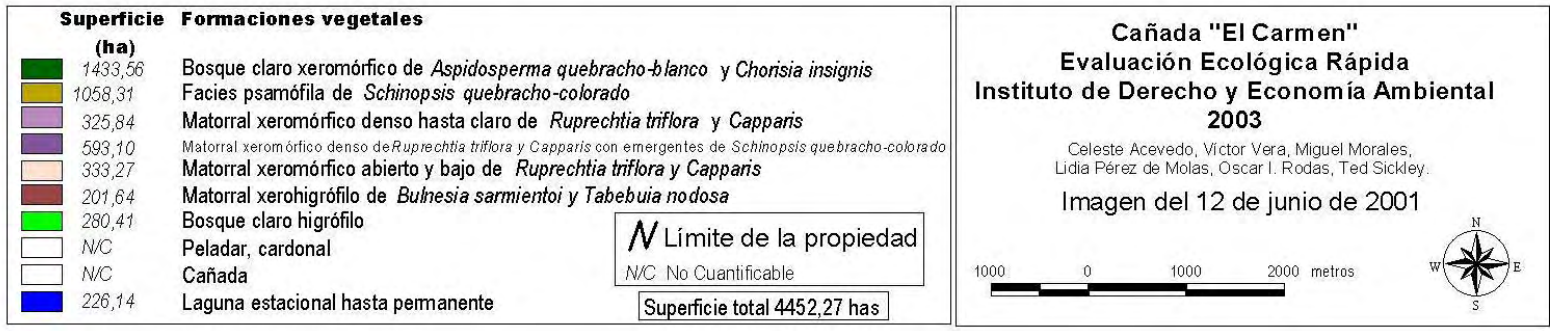 Superficie Formaciones vegetales
(ha)
1433,56 Bosque claro xeromórfico de Aspidosperma quebracho-blanco y Chorisia insignis
1058,31 Facies psamófila de Schinopsis quebracho-colorado
325,84 Matorral xeromórfico denso hasta claro de Ruprechtia triflora y Capparis
593,10 Matorral xeromórfico denso de Ruprechtia triflora y Capparis con emergentes de Schinopsis quebracho-colorado
333,27 Matorral xeromórfico abierto y bajo de Ruprechtia triflora y Capparis
201,64 Matorral xerohigrófilo de Bulnesia sarmientoi y Tabebuia nodosa
280,41 Bosque claro higrófilo
N/C Peladar, cardonal
N/C Cañada
226,14 Laguna estacional hasta permanente
Límite de la propiedad
N/C No Cuantificable
Superficie total 4452,27 has
Cañada "El Carmen"
Evaluación Ecológica Rápida
Instituto de Derecho y Economía Ambiental
2003
Celeste Acevedo, Víctor Vera, Miguel Morales,
Lidia Pérez de Molas, Oscar I. Rodas, Ted Sickley.
Imagen del 12 de junio de 2001
1000 0 1000 2000 metros
N
W E
S